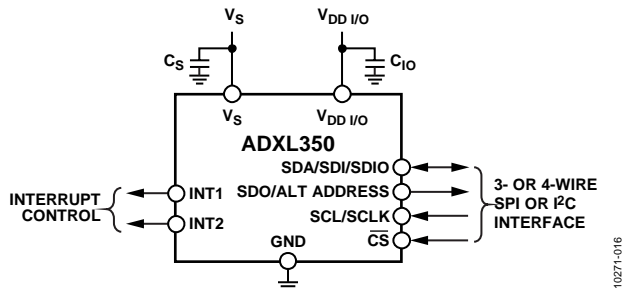 VS
VDD I/O
CS
CIO
VS
VDD I/O
ADXL350
SDA/SDI/SDIO
SDO/ALT ADDRESS
SCL/SCLK
CS
INT1
INT2
GND
INTERRUPT
CONTROL
3- OR 4-WIRE
SPI OR I2C
INTERFACE
10271-016